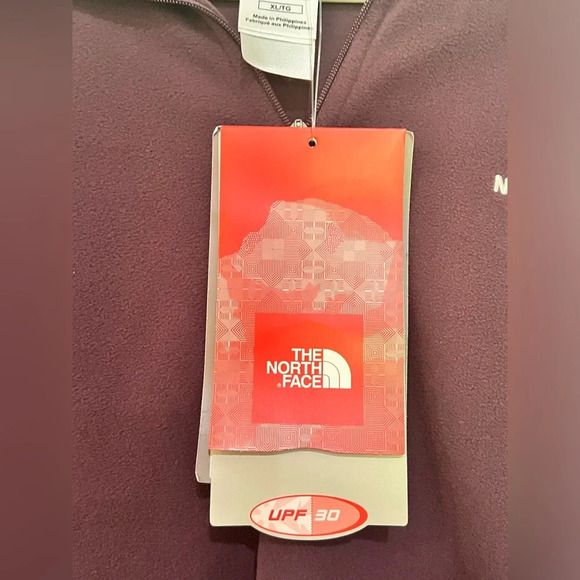 XL/TG
Made in Philippines
Fabriqué aux Philippines
N
THE
NORTH
FACE
UPF 30